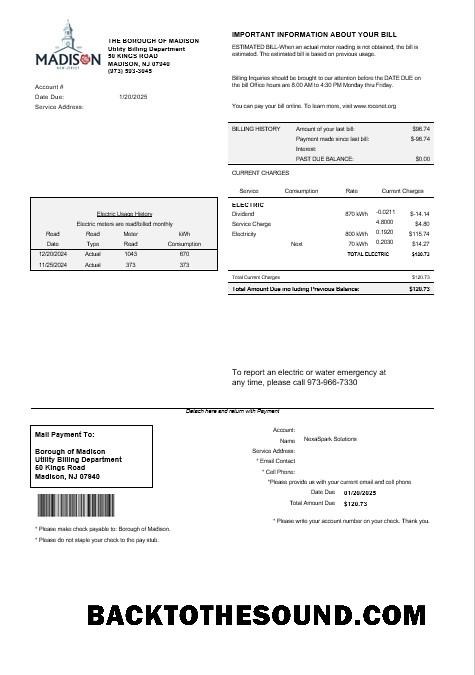 MADISON
NEW JERSEY
THE BOROUGH OF MADISON
Utility Billing Department
50 KINGS ROAD
MADISON, NJ 07940
(973) 593-3045
Account #
Date Due: 1/20/2025
Service Address:
IMPORTANT INFORMATION ABOUT YOUR BILL
ESTIMATED BILL-When an actual motor roading is not obtained, the bill is
estimated. The estimated bill is based on previous usage.
Billing Inquiries should be brought to our attention before the DATE DUE on
the bill Office hours are 8:00 AM to 4:30 PM Monday thru Friday.
You can pay your bill online. To learn more, visit www.rosenet.org
BILLING HISTORY Amount of your last bill: $96.74
Payment made since last bill: $-96.74
Interest:
PAST DUE BALANCE: $0.00
CURRENT CHARGES
Service Consumption Rate Current Charges
ELECTRIC
Dividend 670 kWh -0.0211 $-14.14
Service Charge 4.8000 $4.80
Electricity 600 kWh 0.1920 $115.74
Next 70 kWh 0.2030 $14.27
TOTAL ELECTRIC $120.73
Total Current Charges $120.73
Total Amount Due including Previous Balance: $120.73
Electric Usage History
Electric meters are read/billed monthly
Read Read Meter kWh
Date Type Read Consumption
12/20/2024 Actual 1043 670
11/25/2024 Actual 373 373
To report an electric or water emergency at
any time, please call 973-966-7330
Detach here and return with Payment
Mail Payment To:
Borough of Madison
Utility Billing Department
50 Kings Road
Madison, NJ 07940
* Please make check payable to: Borough of Madison.
* Please do not staple your check to the pay stub.
Account:
Name NexaSpark Solutions
Service Address:
* Email Contact
* Cell Phone:
*Please provide us with your current email and cell phone
Date Due 01/20/2025
Total Amount Due $120.73
* Please write your account number on your check. Thank you.
BACKTOTHESOUND.COM